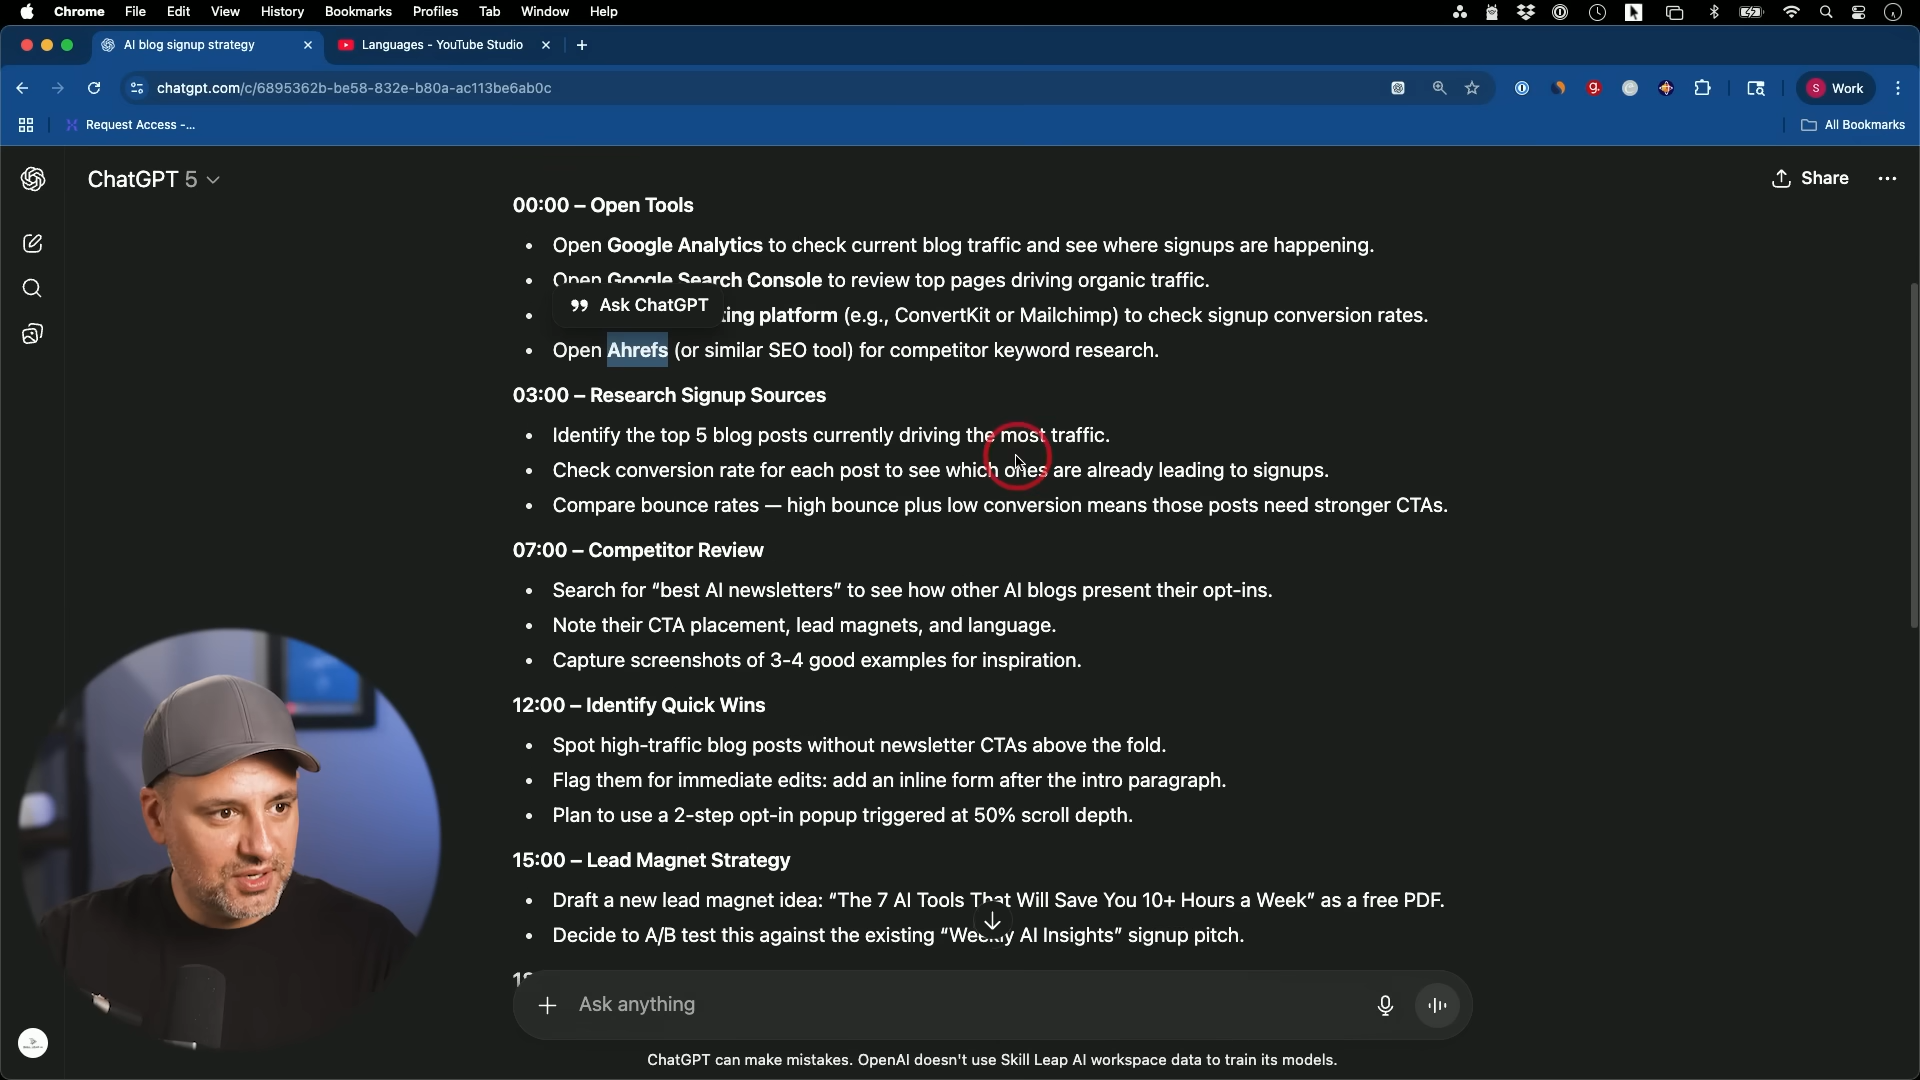 Chrome File Edit View History Bookmarks Profiles Tab Window Help
AI blog signup strategy
Languages - YouTube Studio
chatgpt.com/c/6895362b-be58-832e-b80a-ac113be6ab0c
S Work
Request Access -...
All Bookmarks
ChatGPT 5
Share
00:00 – Open Tools
• Open Google Analytics to check current blog traffic and see where signups are happening.
• Open Google Search Console to review top pages driving organic traffic.
Ask ChatGPT
• ting platform (e.g., ConvertKit or Mailchimp) to check signup conversion rates.
• Open Ahrefs (or similar SEO tool) for competitor keyword research.
03:00 – Research Signup Sources
• Identify the top 5 blog posts currently driving the most traffic.
• Check conversion rate for each post to see which ones are already leading to signups.
• Compare bounce rates — high bounce plus low conversion means those posts need stronger CTAs.
07:00 – Competitor Review
• Search for “best AI newsletters” to see how other AI blogs present their opt-ins.
• Note their CTA placement, lead magnets, and language.
• Capture screenshots of 3-4 good examples for inspiration.
12:00 – Identify Quick Wins
• Spot high-traffic blog posts without newsletter CTAs above the fold.
• Flag them for immediate edits: add an inline form after the intro paragraph.
• Plan to use a 2-step opt-in popup triggered at 50% scroll depth.
15:00 – Lead Magnet Strategy
• Draft a new lead magnet idea: “The 7 AI Tools That Will Save You 10+ Hours a Week” as a free PDF.
• Decide to A/B test this against the existing “Weekly AI Insights” signup pitch.
Ask anything
ChatGPT can make mistakes. OpenAI doesn't use Skill Leap AI workspace data to train its models.